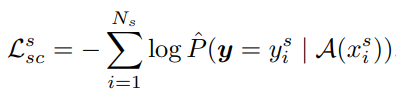 $\mathcal{L}_{sc}^{s} = -\sum_{i=1}^{N_s} \log \hat{P}(\boldsymbol{y} = y_i^s \mid \mathcal{A}(x_i^s))$.